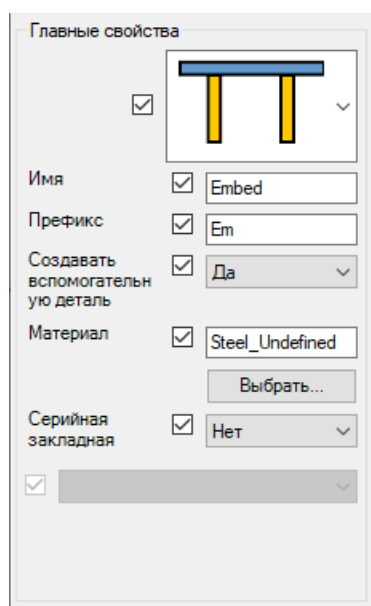 Главные свойства
Имя
Embed
Префикс
Em
Создавать
вспомогательн
ую деталь
Да
Материал
Steel_Undefined
Выбрать...
Серийная
закладная
Нет